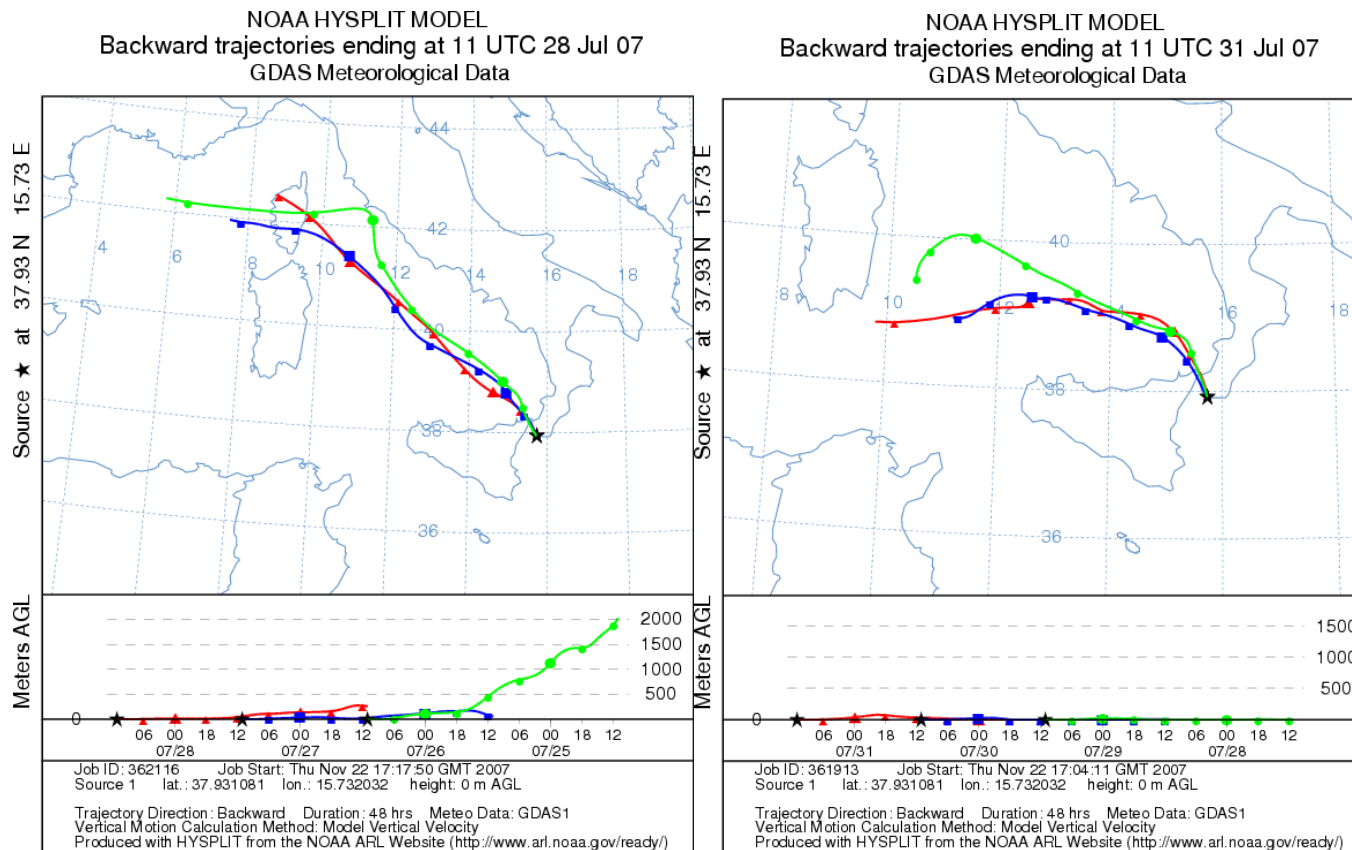 NOAA HYSPLIT MODEL
Backward trajectories ending at 11 UTC 28 Jul 07
GDAS Meteorological Data
Source ★ at 37.93 N 15.73 E
44
42
40
38
36
4
6
8
10
12
14
16
18
Meters AGL
2000
1500
1000
500
0
06 00 18 12 06 00 18 12 06 00 18 12 06 00 18 12
07/28 07/27 07/26 07/25
Job ID: 362116 Job Start: Thu Nov 22 17:17:50 GMT 2007
Source 1 lat.: 37.931081 lon.: 15.732032 height: 0 m AGL
Trajectory Direction: Backward Duration: 48 hrs Meteo Data: GDAS1
Vertical Motion Calculation Method: Model Vertical Velocity
Produced with HYSPLIT from the NOAA ARL Website (http://www.arl.noaa.gov/ready/)
NOAA HYSPLIT MODEL
Backward trajectories ending at 11 UTC 31 Jul 07
GDAS Meteorological Data
Source ★ at 37.93 N 15.73 E
40
38
36
8
10
12
14
16
18
Meters AGL
1500
1000
500
0
06 00 18 12 06 00 18 12 06 00 18 12 06 00 18 12
07/31 07/30 07/29 07/28
Job ID: 361913 Job Start: Thu Nov 22 17:04:11 GMT 2007
Source 1 lat.: 37.931081 lon.: 15.732032 height: 0 m AGL
Trajectory Direction: Backward Duration: 48 hrs Meteo Data: GDAS1
Vertical Motion Calculation Method: Model Vertical Velocity
Produced with HYSPLIT from the NOAA ARL Website (http://www.arl.noaa.gov/ready/)